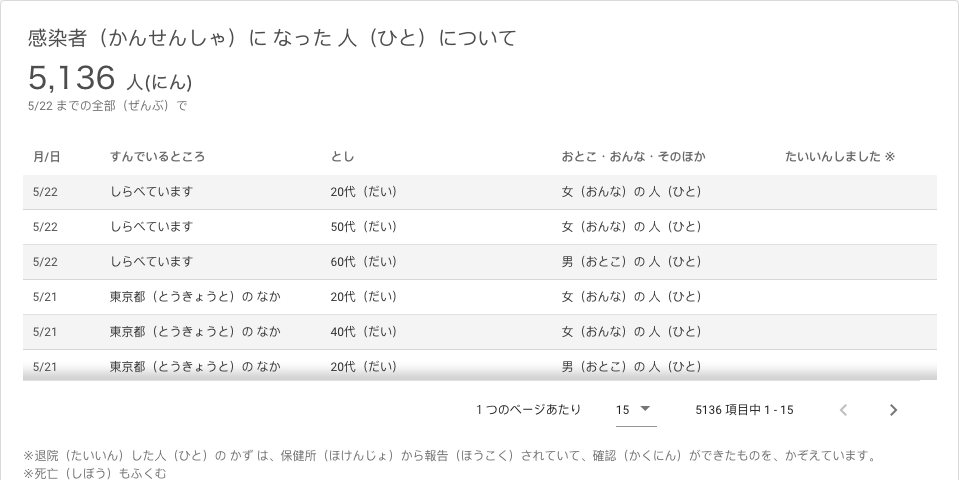 感染者（かんせんしゃ）に なった 人（ひと）について
5,136 人(にん)
5/22 までの全部（ぜんぶ）で
月/日 すんでいるところ とし おとこ・おんな・そのほか たいいんしました ※
5/22 しらべています 20代（だい） 女（おんな）の 人（ひと）
5/22 しらべています 50代（だい） 女（おんな）の 人（ひと）
5/22 しらべています 60代（だい） 男（おとこ）の 人（ひと）
5/21 東京都（とうきょうと）の なか 20代（だい） 女（おんな）の 人（ひと）
5/21 東京都（とうきょうと）の なか 40代（だい） 女（おんな）の 人（ひと）
5/21 東京都（とうきょうと）の なか 20代（だい） 男（おとこ）の 人（ひと）
1 つのページあたり 15 5136 項目中 1 - 15
※退院（たいいん）した人（ひと）の かず は、保健所（ほけんじょ）から報告（ほうこく）されていて、確認（かくにん）ができたものを、かぞえています。
※死亡（しぼう）もふくむ